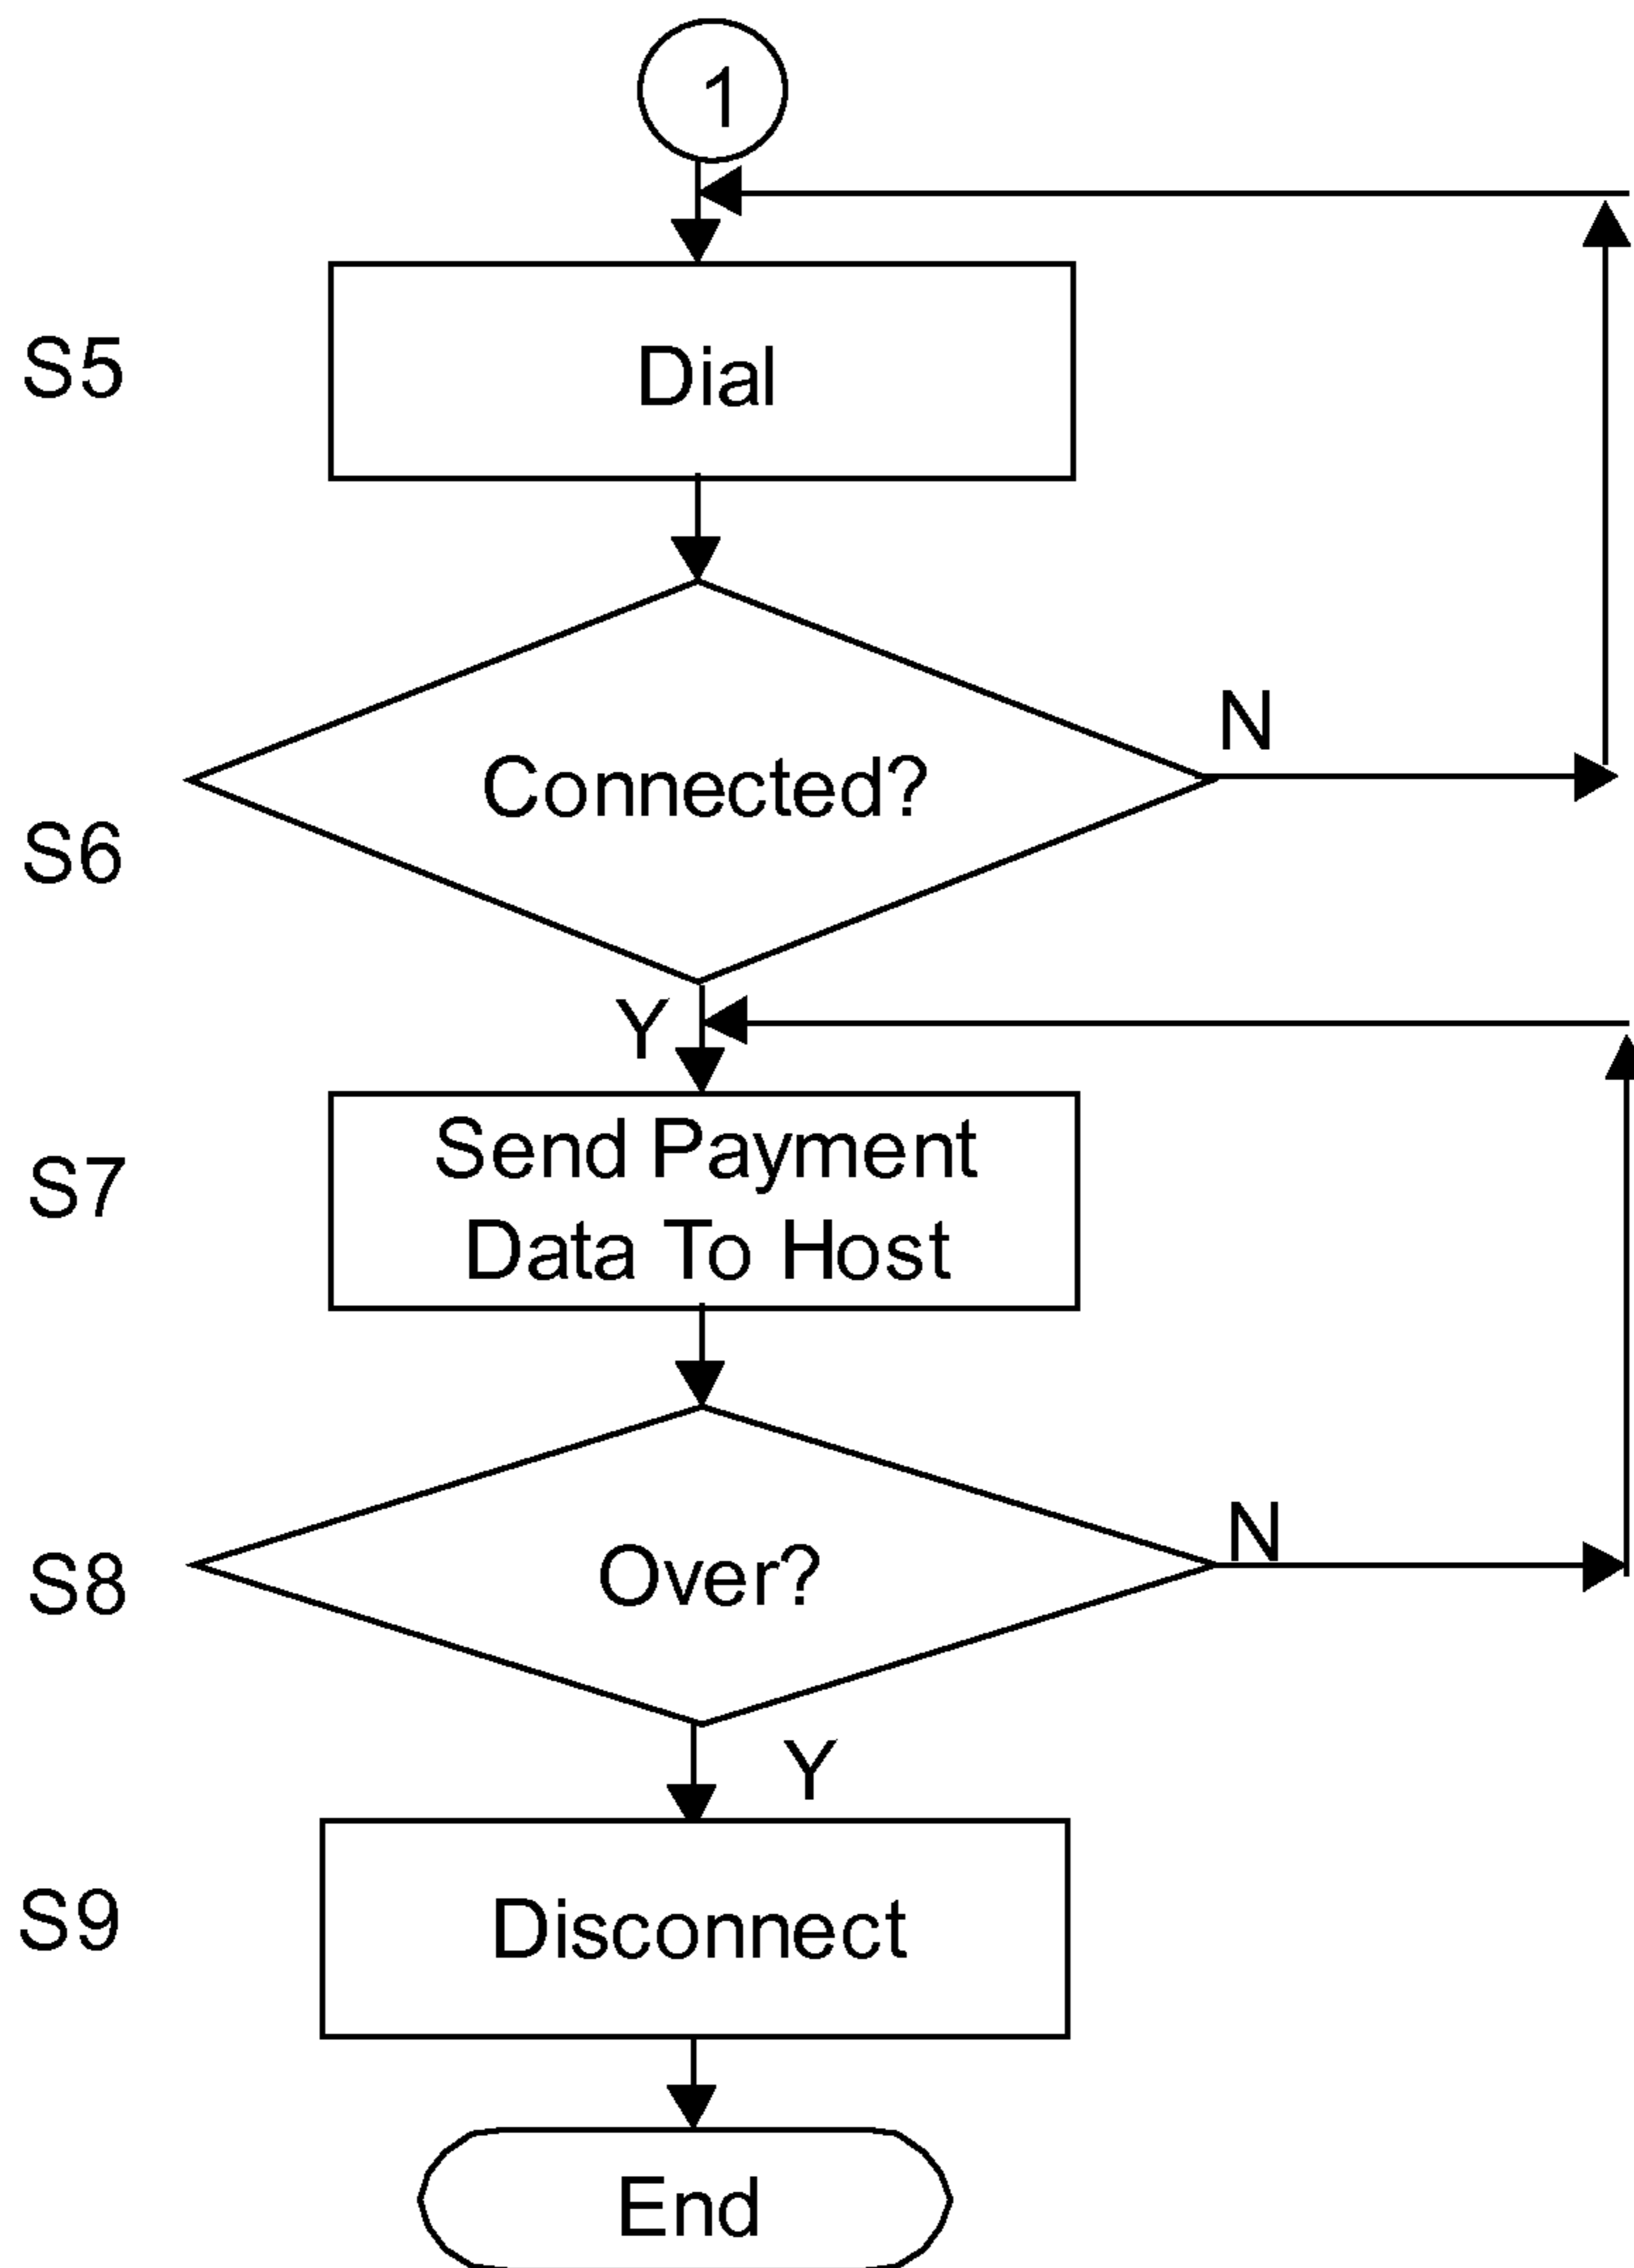 1
S5
Dial
N
Connected?
S6
Y
Send Payment
S7
Data To Host
N
Over?
S8
Y
S9
Disconnect
End